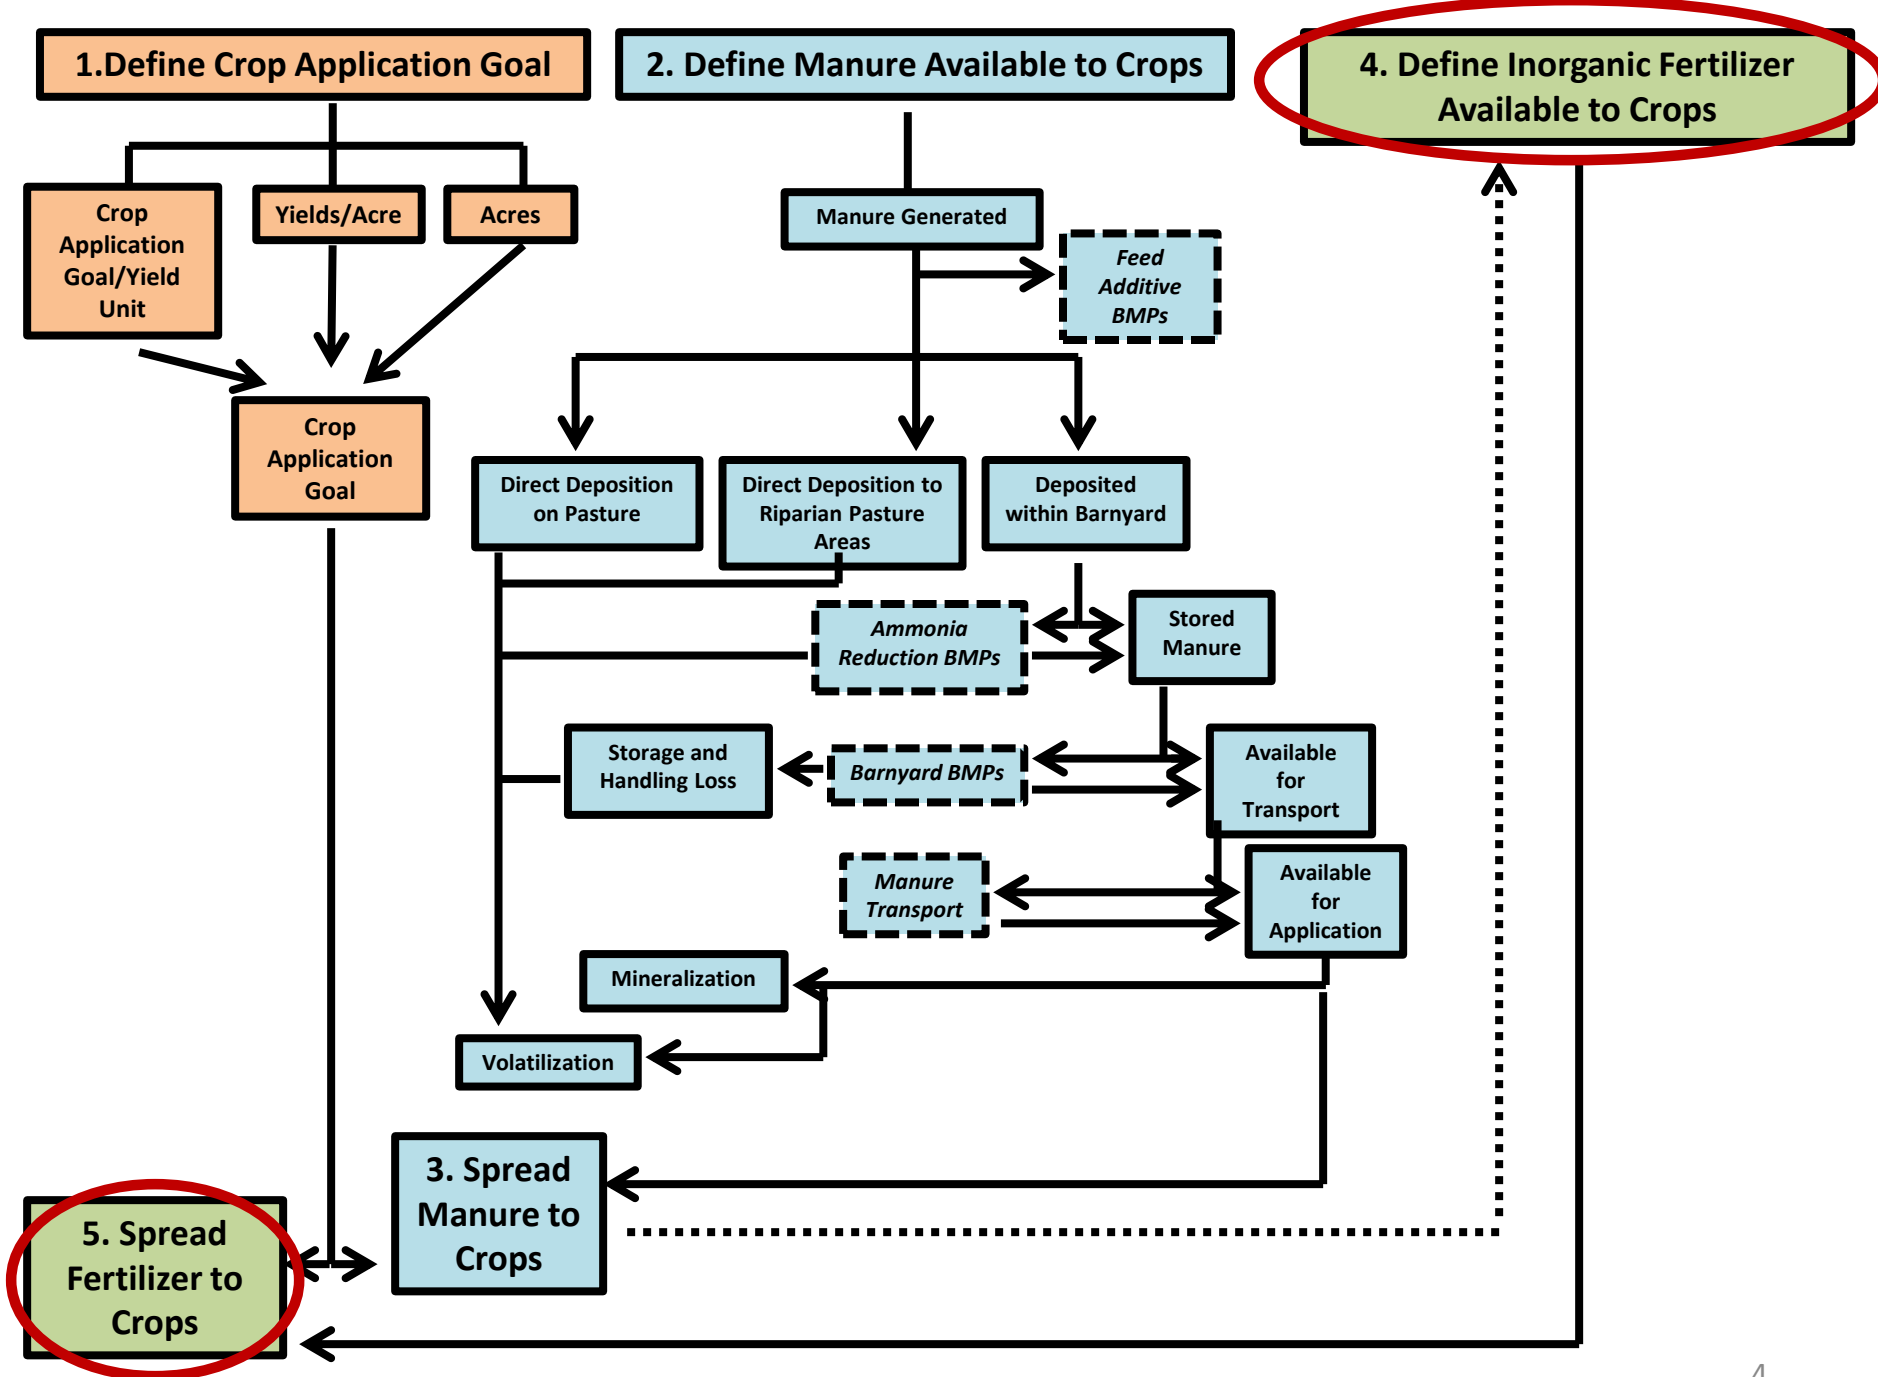 1.Define Crop Application Goal
2. Define Manure Available to Crops
4. Define Inorganic Fertilizer
Available to Crops
Crop
Application
Goal/Yield
Unit
Yields/Acre
Acres
Manure Generated
Feed
Additive
BMPs
Crop
Application
Goal
Direct Deposition
on Pasture
Direct Deposition to
Riparian Pasture
Areas
Deposited
within Barnyard
Ammonia
Reduction BMPs
Stored
Manure
Storage and
Handling Loss
Barnyard BMPs
Available
for
Transport
Manure
Transport
Available
for
Application
Mineralization
Volatilization
3. Spread
Manure to
Crops
5. Spread
Fertilizer to
Crops
4